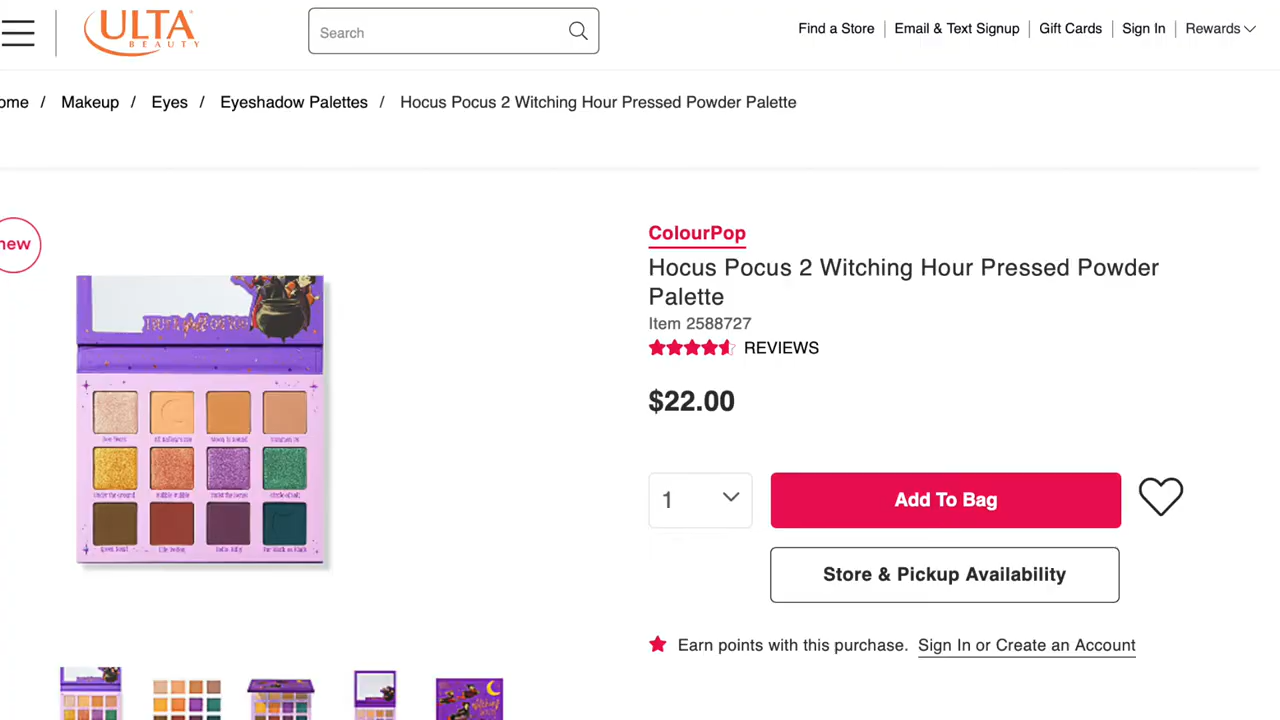 ULTA
BEAUTY
Search
Find a Store
Email & Text Signup
Gift Cards
Sign In
Rewards
ome / Makeup / Eyes / Eyeshadow Palettes / Hocus Pocus 2 Witching Hour Pressed Powder Palette
new
ColourPop
Hocus Pocus 2 Witching Hour Pressed Powder
Palette
Item 2588727
REVIEWS
$22.00
1
Add To Bag
Store & Pickup Availability
Earn points with this purchase. Sign In or Create an Account